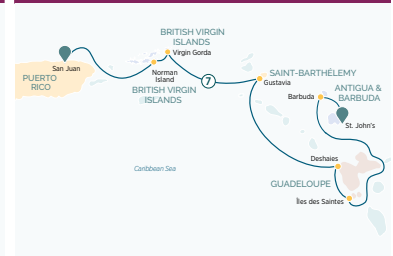 BRITISH VIRGIN
ISLANDS
Virgin Gorda
San Juan
PUERTO
RICO
Norman
Island
BRITISH VIRGIN
ISLANDS
7
SAINT-BARTHÉLEMY
Gustavia
ANTIGUA &
BARBUDA
Barbuda
St. John's
Deshaies
Caribbean Sea
GUADELOUPE
Îles des Saintes